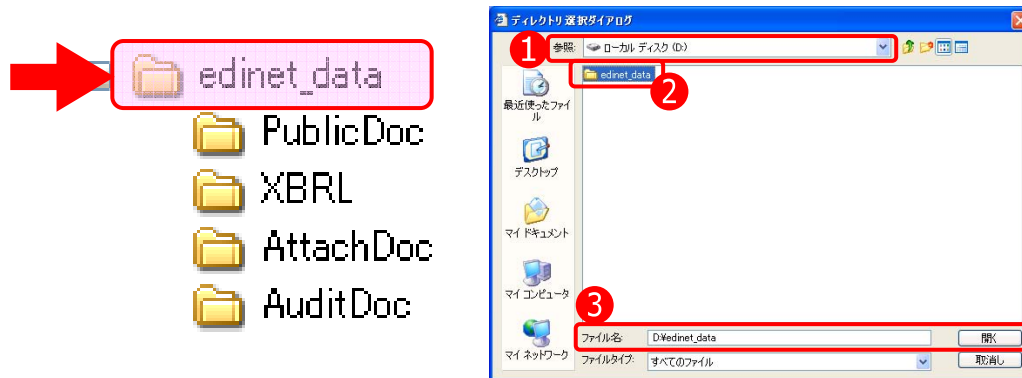 edinet_data
PublicDoc
XBRL
AttachDoc
AuditDoc
ディレクトリ選択ダイアログ
1
参照:
ローカル ディスク (D:)
edinet_data
2
最近使ったファイ
ル
デスクトップ
マイ ドキュメント
マイ コンピュータ
マイ ネットワーク
3
ファイル名:
D:¥edinet_data
開く
ファイルタイプ:
すべてのファイル
取消し